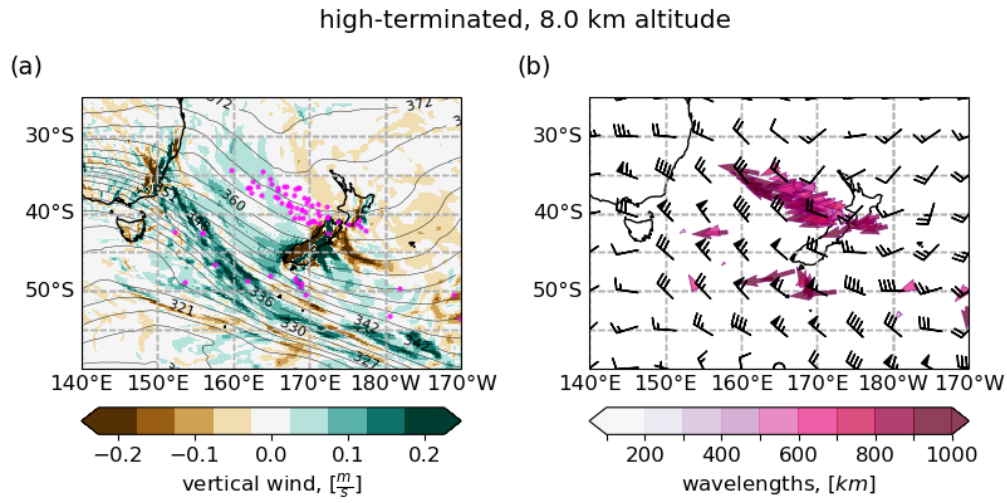 high-terminated, 8.0 km altitude
(a)
(b)
372
372
360
336
330
342
321
30°S
40°S
50°S
140°E 150°E 160°E 170°E 180°E 170°W
30°S
40°S
50°S
140°E 150°E 160°E 170°E 180°E 170°W
−0.2 −0.1 0.0 0.1 0.2
vertical wind, [m/s]
200 400 600 800 1000
wavelengths, [km]